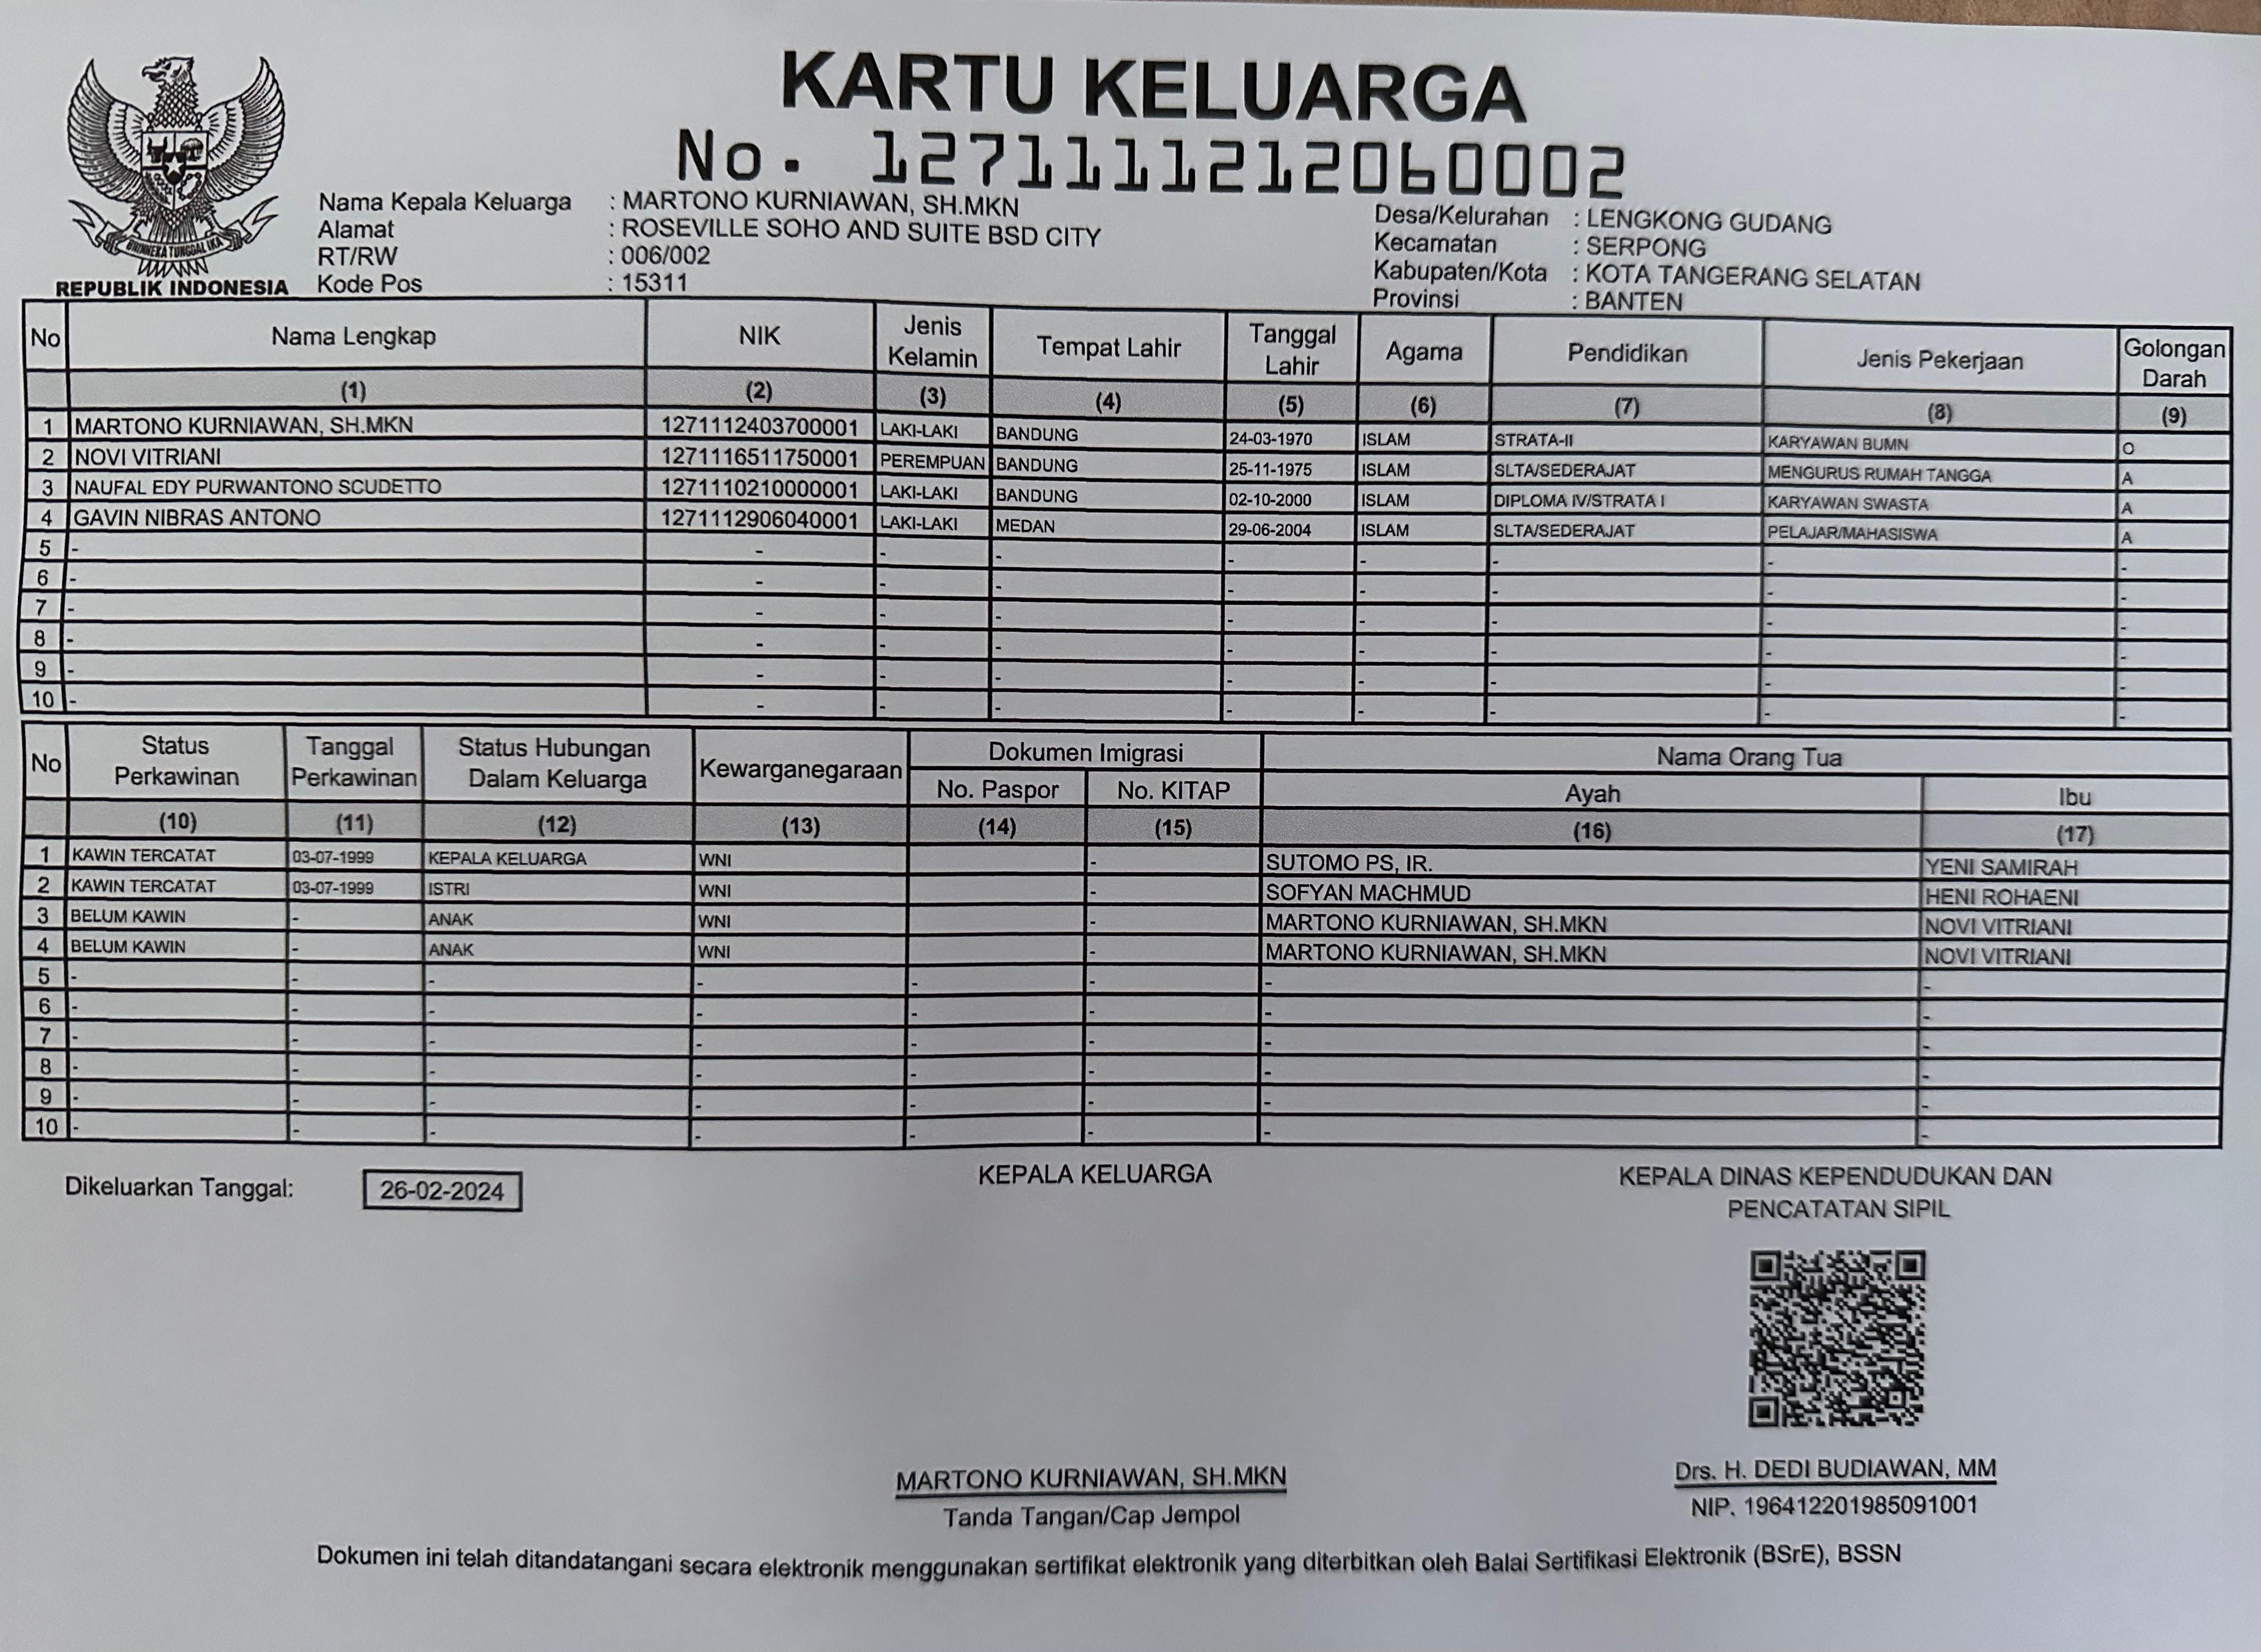 KARTU KELUARGA
No. 1271111212060002
BHINNEKA TUNGGAL IKA
REPUBLIK INDONESIA
Nama Kepala Keluarga : MARTONO KURNIAWAN, SH.MKN
Alamat : ROSEVILLE SOHO AND SUITE BSD CITY
RT/RW : 006/002
Kode Pos : 15311
Desa/Kelurahan : LENGKONG GUDANG
Kecamatan : SERPONG
Kabupaten/Kota : KOTA TANGERANG SELATAN
Provinsi : BANTEN
No Nama Lengkap NIK Jenis Kelamin Tempat Lahir Tanggal Lahir Agama Pendidikan Jenis Pekerjaan Golongan Darah
(1) (2) (3) (4) (5) (6) (7) (8) (9)
1 MARTONO KURNIAWAN, SH.MKN 1271112403700001 LAKI-LAKI BANDUNG 24-03-1970 ISLAM STRATA-II KARYAWAN BUMN O
2 NOVI VITRIANI 1271116511750001 PEREMPUAN BANDUNG 25-11-1975 ISLAM SLTA/SEDERAJAT MENGURUS RUMAH TANGGA A
3 NAUFAL EDY PURWANTONO SCUDETTO 1271110210000001 LAKI-LAKI BANDUNG 02-10-2000 ISLAM DIPLOMA IV/STRATA I KARYAWAN SWASTA A
4 GAVIN NIBRAS ANTONO 1271112906040001 LAKI-LAKI MEDAN 29-06-2004 ISLAM SLTA/SEDERAJAT PELAJAR/MAHASISWA A
5 - - - - - - - - -
6 - - - - - - - - -
7 - - - - - - - - -
8 - - - - - - - - -
9 - - - - - - - - -
10 - - - - - - - - -
No Status Perkawinan Tanggal Perkawinan Status Hubungan Dalam Keluarga Kewarganegaraan Dokumen Imigrasi Nama Orang Tua
No. Paspor No. KITAP Ayah Ibu
(10) (11) (12) (13) (14) (15) (16) (17)
1 KAWIN TERCATAT 03-07-1999 KEPALA KELUARGA WNI - SUTOMO PS, IR. YENI SAMIRAH
2 KAWIN TERCATAT 03-07-1999 ISTRI WNI - SOFYAN MACHMUD HENI ROHAENI
3 BELUM KAWIN - ANAK WNI - MARTONO KURNIAWAN, SH.MKN NOVI VITRIANI
4 BELUM KAWIN - ANAK WNI - MARTONO KURNIAWAN, SH.MKN NOVI VITRIANI
5 - - - - - - - -
6 - - - - - - - -
7 - - - - - - - -
8 - - - - - - - -
9 - - - - - - - -
10 - - - - - - - -
Dikeluarkan Tanggal: 26-02-2024
KEPALA KELUARGA
MARTONO KURNIAWAN, SH.MKN
Tanda Tangan/Cap Jempol
KEPALA DINAS KEPENDUDUKAN DAN
PENCATATAN SIPIL
Drs. H. DEDI BUDIAWAN, MM
NIP. 196412201985091001
Dokumen ini telah ditandatangani secara elektronik menggunakan sertifikat elektronik yang diterbitkan oleh Balai Sertifikasi Elektronik (BSrE), BSSN